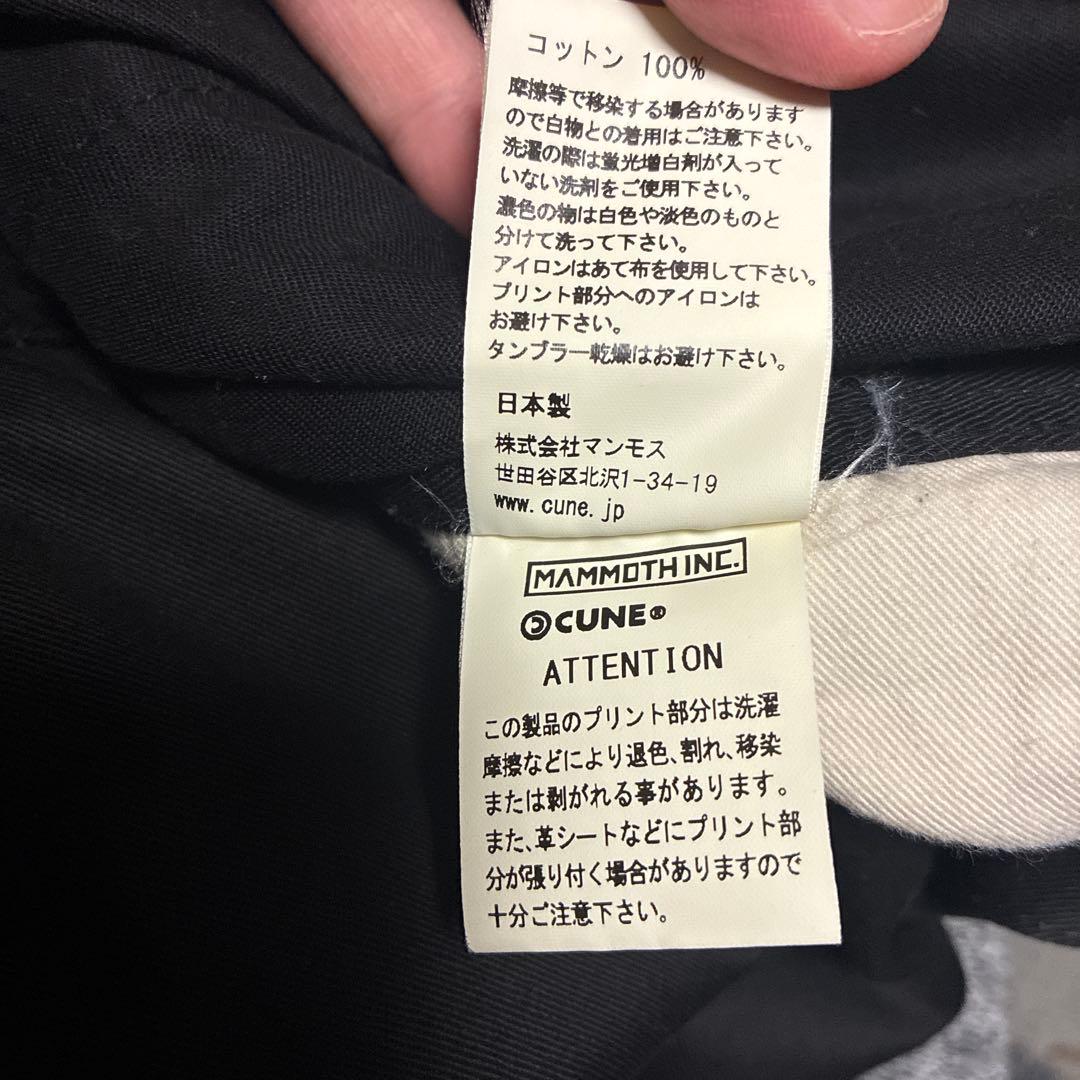 コットン 100%
摩擦等で移染する場合があります
ので白物との着用はご注意下さい。
洗濯の際は蛍光増白剤が入って
いない洗剤をご使用下さい。
濃色の物は白色や淡色のものと
分けて洗って下さい。
アイロンはあて布を使用して下さい。
プリント部分へのアイロンは
お避け下さい。
タンブラー乾燥はお避け下さい。
日本製
株式会社マンモス
世田谷区北沢1-34-19
www.cune.jp
MAMMOTH INC.
CUNE®
ATTENTION
この製品のプリント部分は洗濯
摩擦などにより退色、割れ、移染
または剥がれる事があります。
また、革シートなどにプリント部
分が張り付く場合がありますので
十分ご注意下さい。